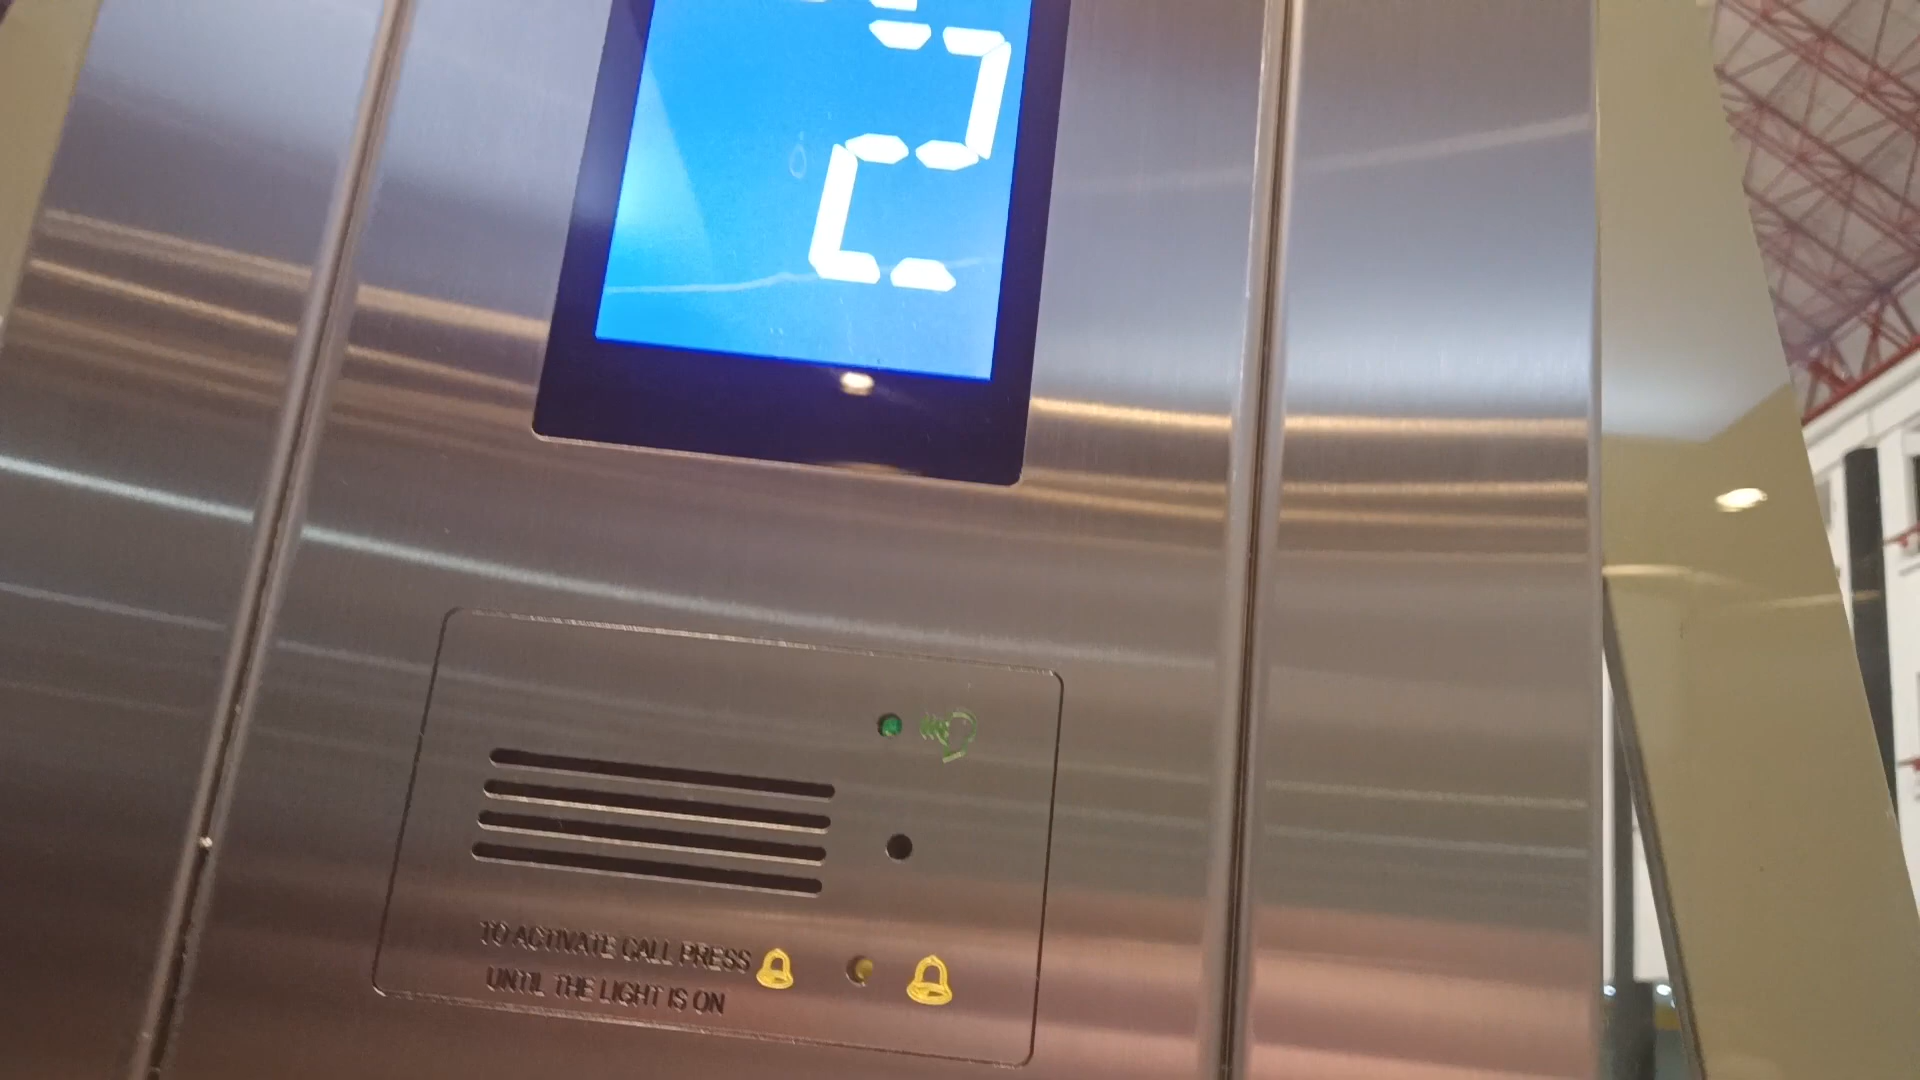 2
TO ACTIVATE CALL PRESS
UNTIL THE LIGHT IS ON